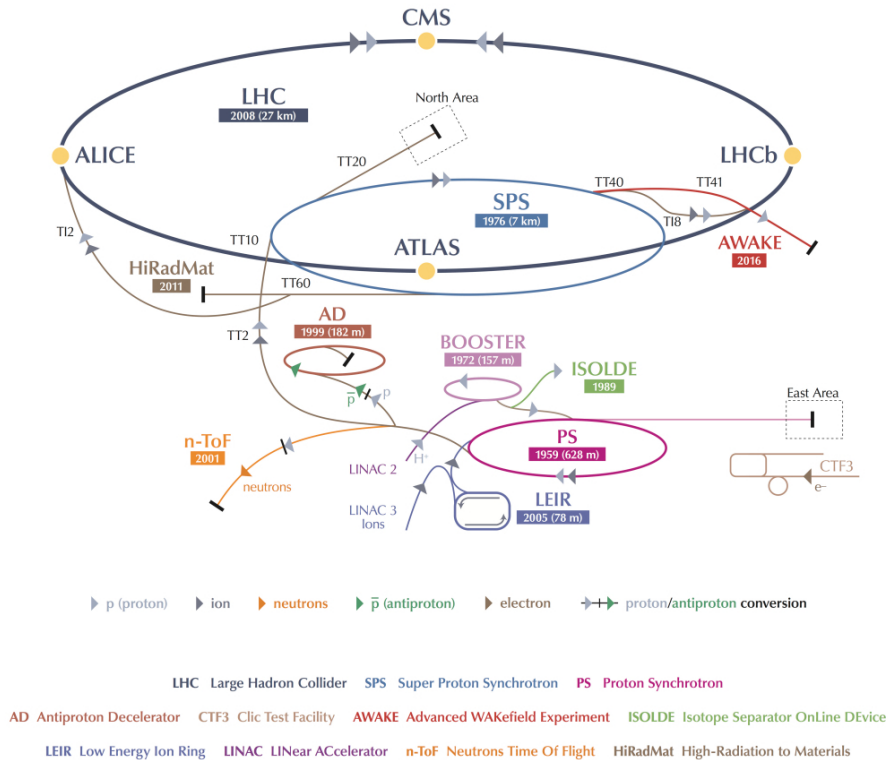 CMS
LHC
2008 (27 km)
North Area
ALICE
LHCb
TT20
TT40
TT41
SPS
1976 (7 km)
TI2
TT10
TI8
ATLAS
AWAKE
2016
HiRadMat
2011
TT60
AD
1999 (182 m)
TT2
BOOSTER
1972 (157 m)
ISOLDE
1989
p̅
p
East Area
n-ToF
2001
PS
1959 (628 m)
LINAC 2
H⁺
neutrons
CTF3
e⁻
LEIR
2005 (78 m)
LINAC 3
Ions
p (proton)
ion
neutrons
p̅ (antiproton)
electron
proton/antiproton conversion
LHC Large Hadron Collider SPS Super Proton Synchrotron PS Proton Synchrotron
AD Antiproton Decelerator CTF3 Clic Test Facility AWAKE Advanced WAKefield Experiment ISOLDE Isotope Separator OnLine DEvice
LEIR Low Energy Ion Ring LINAC LINear ACcelerator n-ToF Neutrons Time Of Flight HiRadMat High-Radiation to Materials